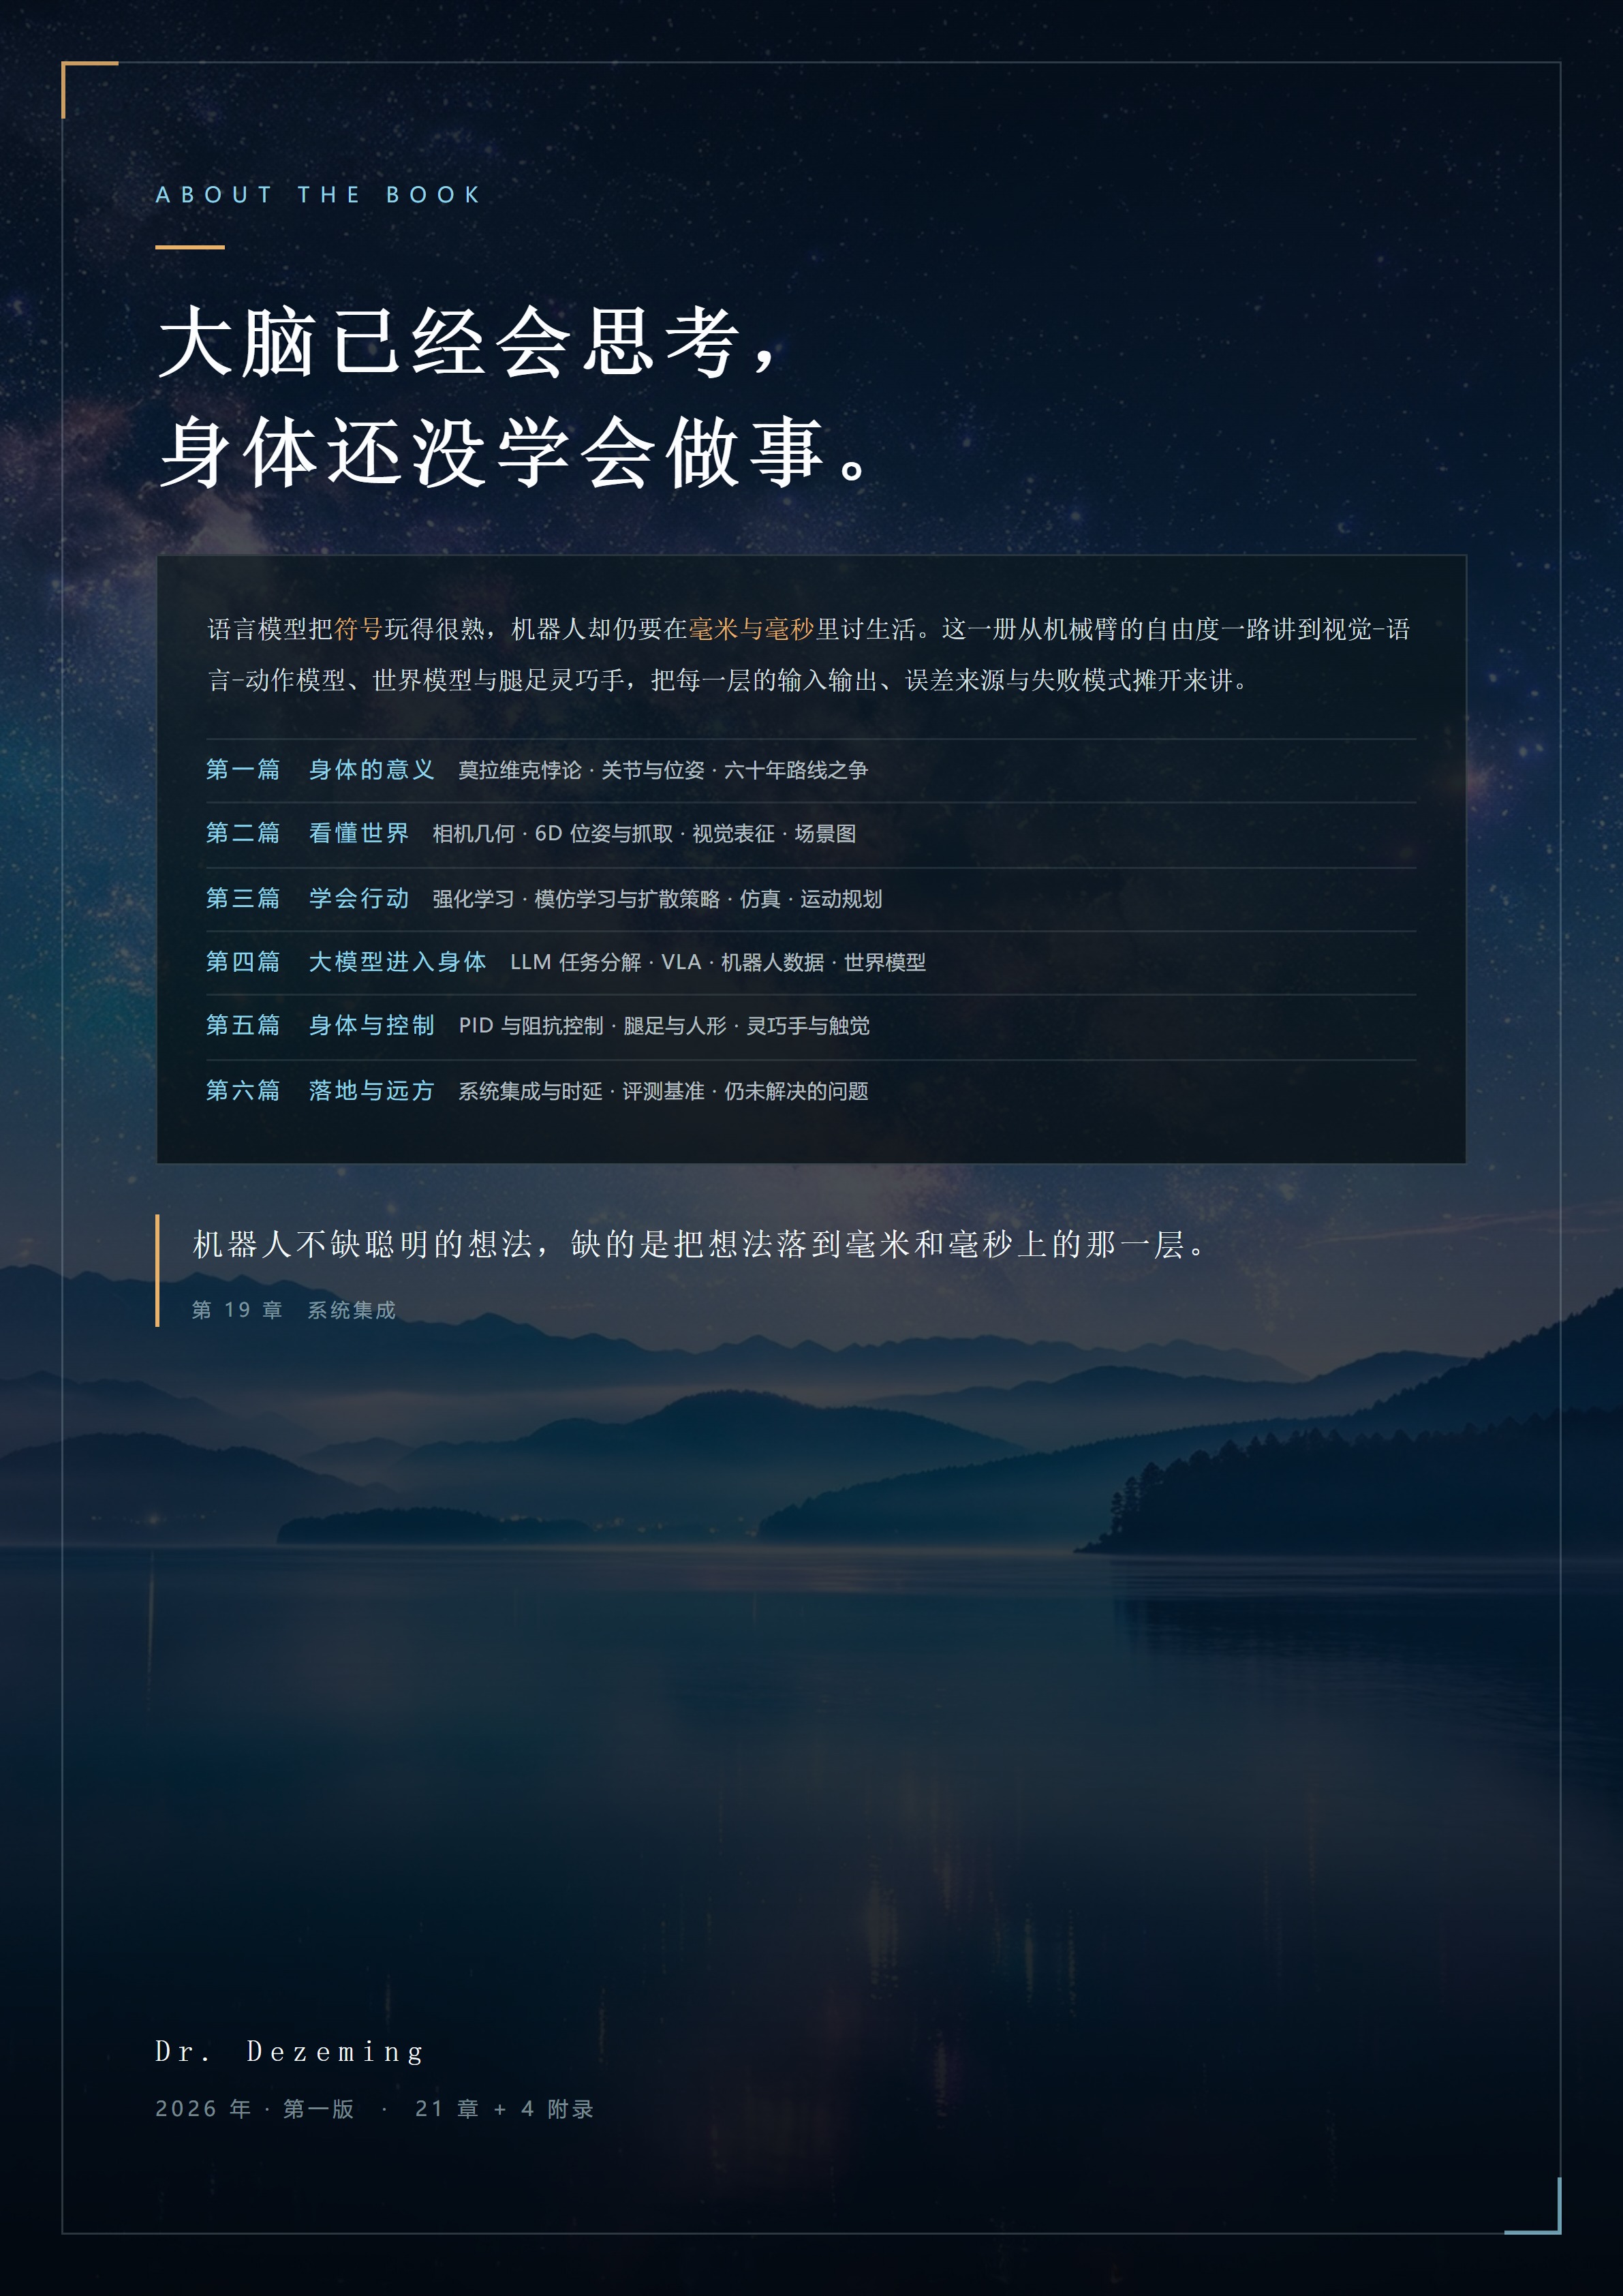 ABOUT THE BOOK
大脑已经会思考，
身体还没学会做事。
语言模型把符号玩得很熟，机器人却仍要在毫米与毫秒里讨生活。这一册从机械臂的自由度一路讲到视觉–语
言–动作模型、世界模型与腿足灵巧手，把每一层的输入输出、误差来源与失败模式摊开来讲。
第一篇 身体的意义 莫拉维克悖论 · 关节与位姿 · 六十年路线之争
第二篇 看懂世界 相机几何 · 6D 位姿与抓取 · 视觉表征 · 场景图
第三篇 学会行动 强化学习 · 模仿学习与扩散策略 · 仿真 · 运动规划
第四篇 大模型进入身体 LLM 任务分解 · VLA · 机器人数据 · 世界模型
第五篇 身体与控制 PID 与阻抗控制 · 腿足与人形 · 灵巧手与触觉
第六篇 落地与远方 系统集成与时延 · 评测基准 · 仍未解决的问题
机器人不缺聪明的想法，缺的是把想法落到毫米和毫秒上的那一层。
第 19 章 系统集成
Dr. Dezeming
2026 年 · 第一版 · 21 章 + 4 附录